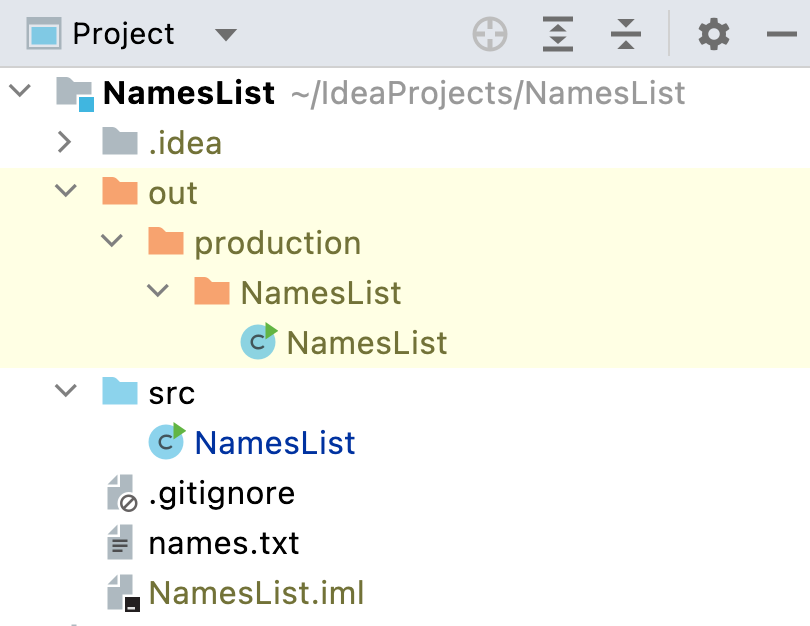 Project
NamesList ~/IdeaProjects/NamesList
.idea
out
production
NamesList
C NamesList
src
C NamesList
.gitignore
names.txt
NamesList.iml